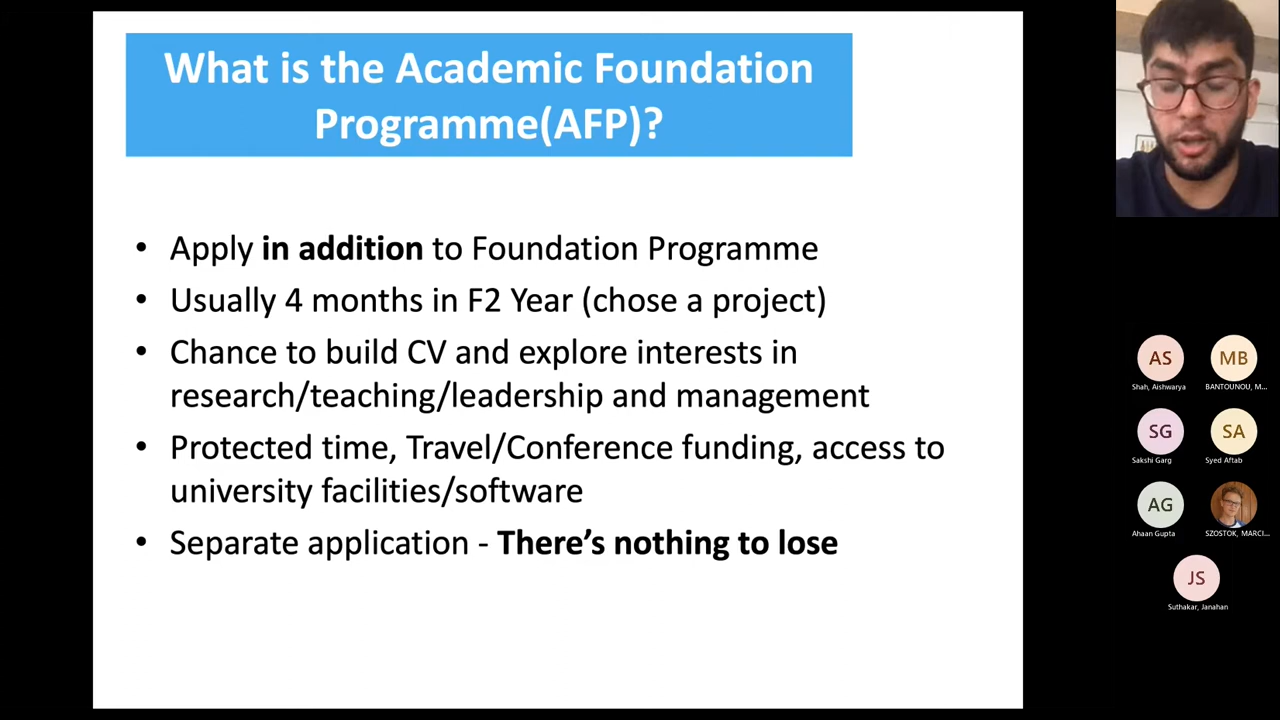 What is the Academic Foundation
Programme(AFP)?
• Apply in addition to Foundation Programme
• Usually 4 months in F2 Year (chose a project)
• Chance to build CV and explore interests in
research/teaching/leadership and management
• Protected time, Travel/Conference funding, access to
university facilities/software
• Separate application - There's nothing to lose
AS
Shah, Aishwarya
MB
BANTOUNOU, M...
SG
Sakshi Garg
SA
Syed Aftab
AG
Ahaan Gupta
SZOSTOK, MARCI...
JS
Suthakar, Janahan